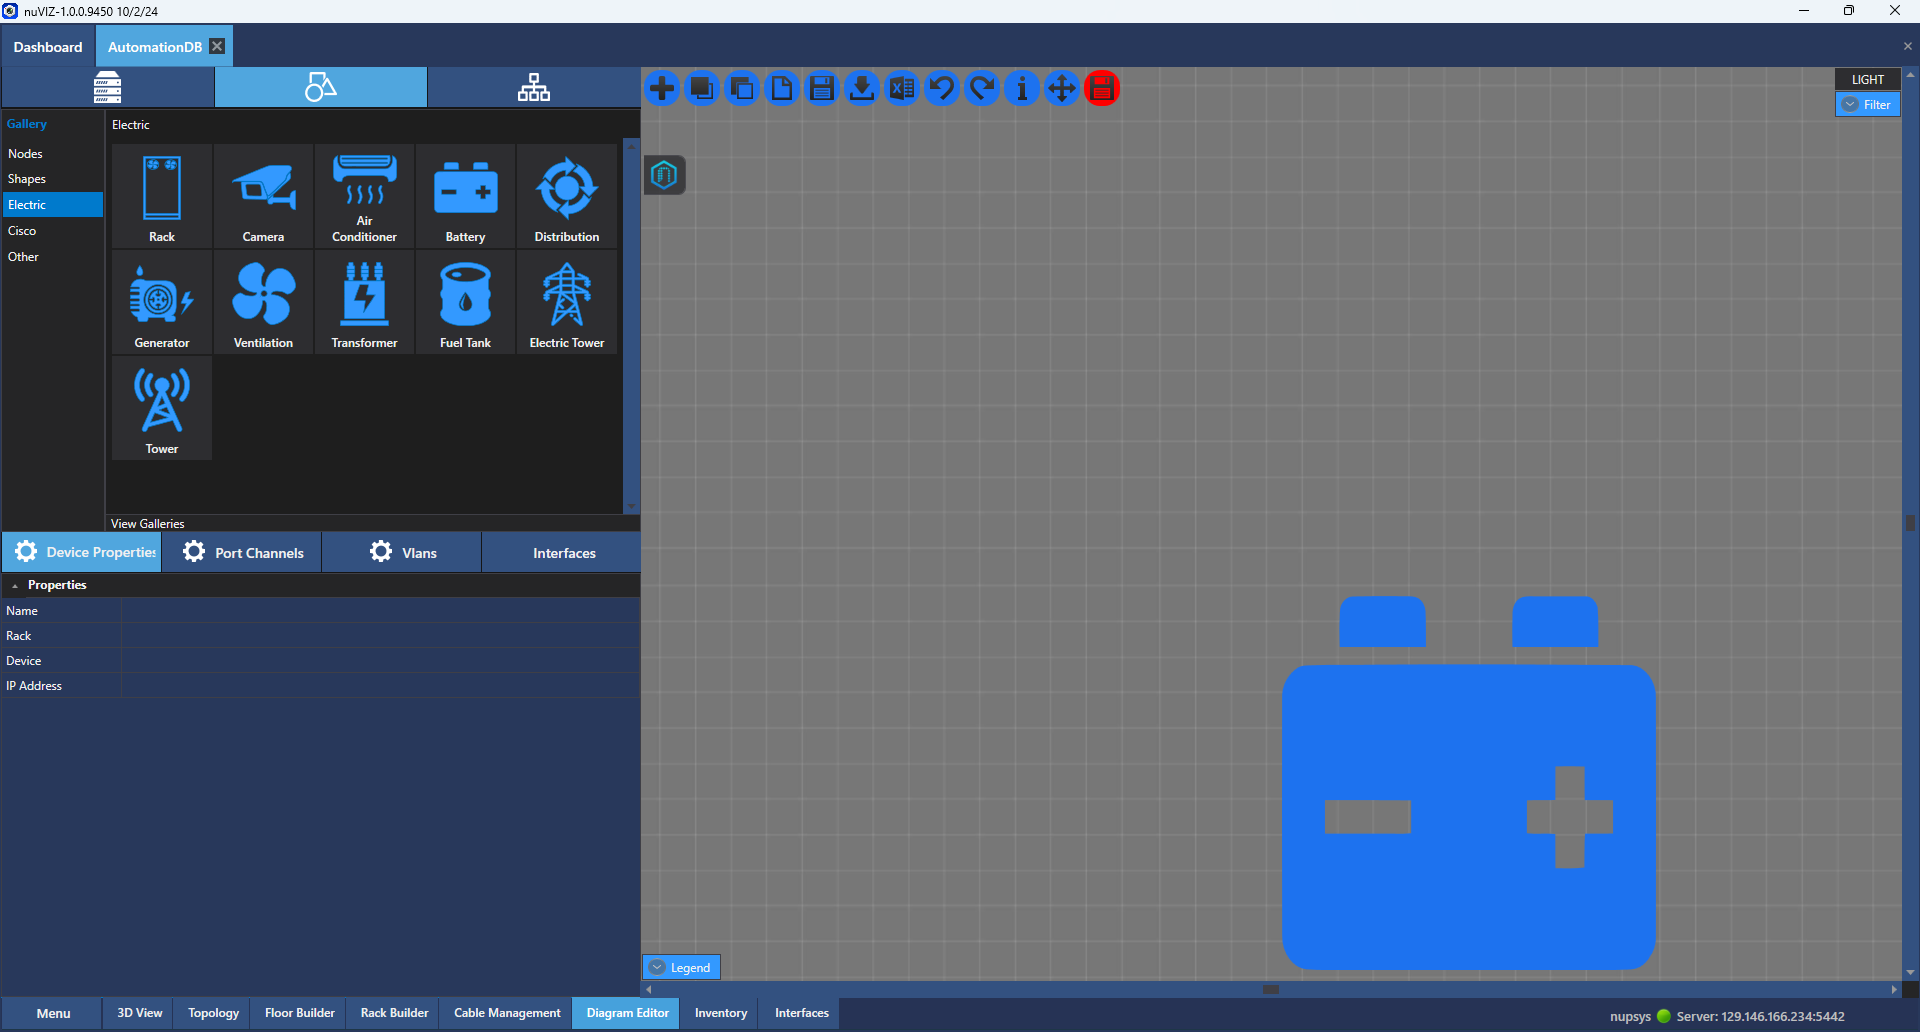 nuVIZ-1.0.0.9450 10/2/24
Dashboard
AutomationDB
LIGHT
Filter
Gallery
Nodes
Shapes
Electric
Cisco
Other
Electric
Rack
Camera
Air
Conditioner
Battery
Distribution
Generator
Ventilation
Transformer
Fuel Tank
Electric Tower
Tower
View Galleries
Device Properties
Port Channels
Vlans
Interfaces
Properties
Name
Rack
Device
IP Address
Legend
Menu
3D View
Topology
Floor Builder
Rack Builder
Cable Management
Diagram Editor
Inventory
Interfaces
nupsys
Server: 129.146.166.234:5442